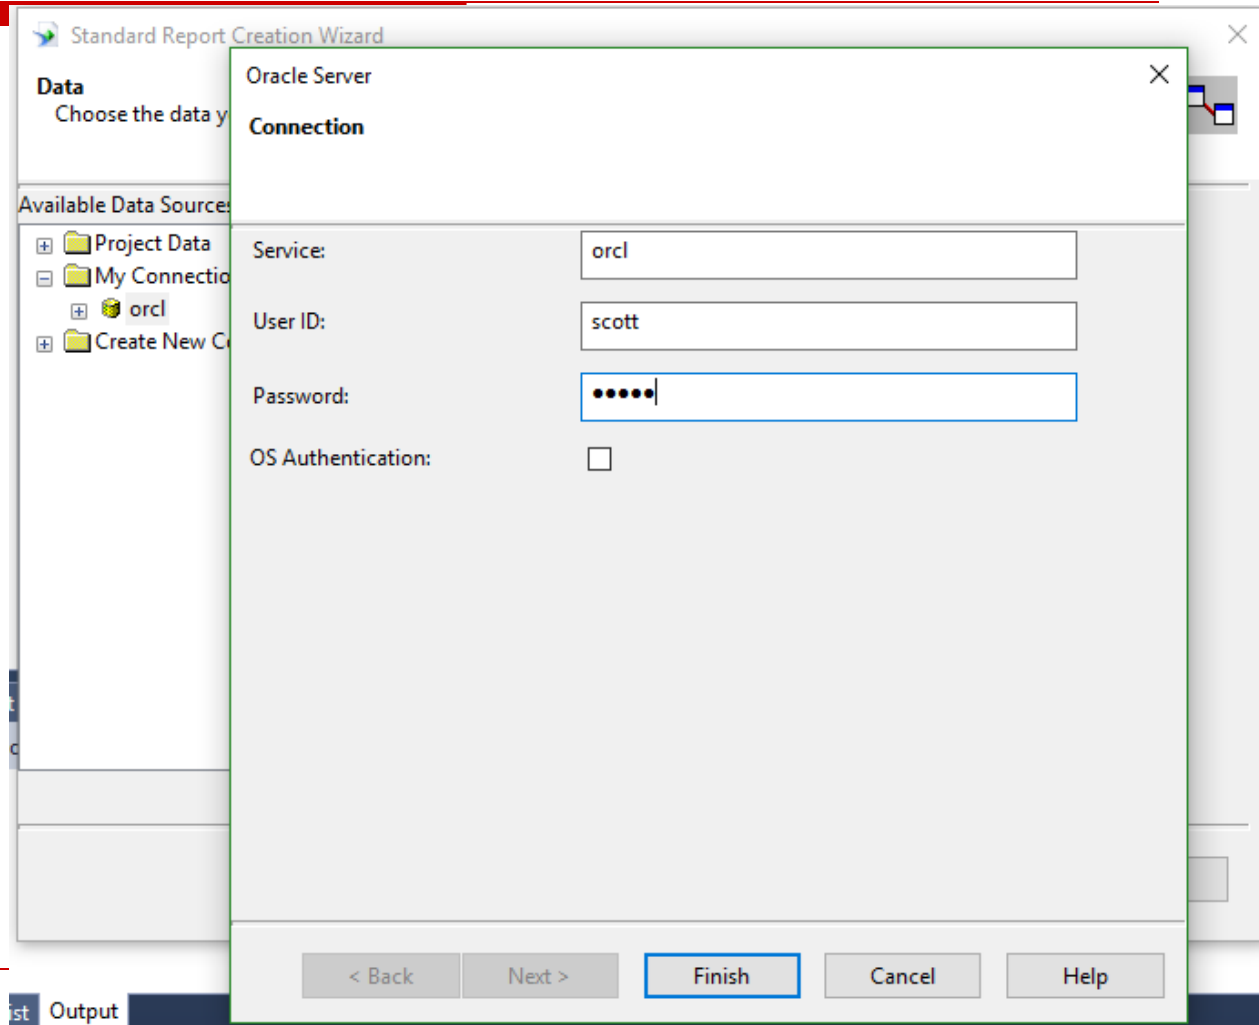 Standard Report Creation Wizard
Data
Choose the data y
Available Data Sources
Project Data
My Connectio
orcl
Create New C
Oracle Server
Connection
Service: orcl
User ID: scott
Password: •••••
OS Authentication:
< Back Next > Finish Cancel Help
ist Output